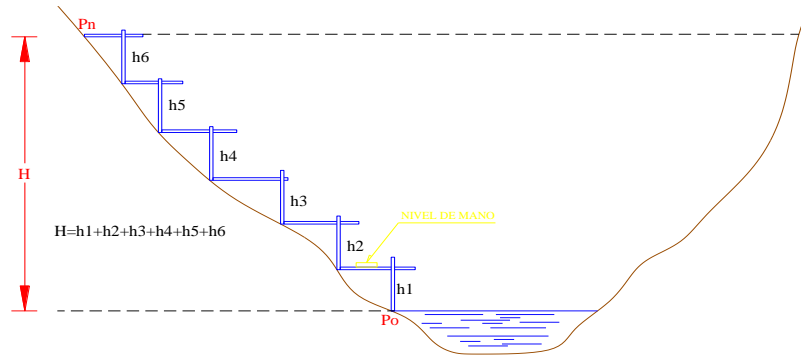 Pn
h6
h5
h4
H
h3
NIVEL DE MANO
H=h1+h2+h3+h4+h5+h6
h2
h1
Po